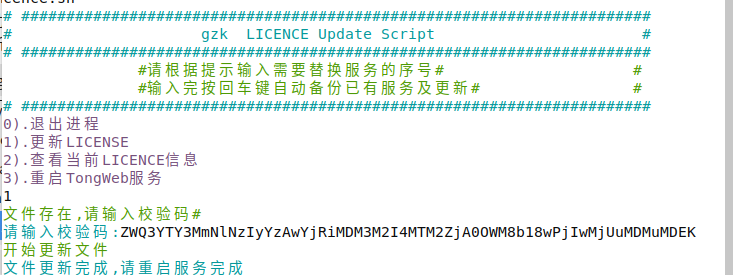 # ######################################################################
#                     gzk  LICENCE Update Script                       #
# ######################################################################
#请根据提示输入需要替换服务的序号#                     #
#输入完按回车键自动备份已有服务及更新#                 #
# ######################################################################
0).退出进程
1).更新LICENSE
2).查看当前LICENCE信息
3).重启TongWeb服务
1
文件存在,请输入校验码#
请输入校验码:ZWQ3YTY3MmNlNzIyYzAwYjRiMDM3M2I4MTM2ZjA0OWM8b18wPjIwMjUuMDMuMDEK
开始更新文件
文件更新完成,请重启服务完成